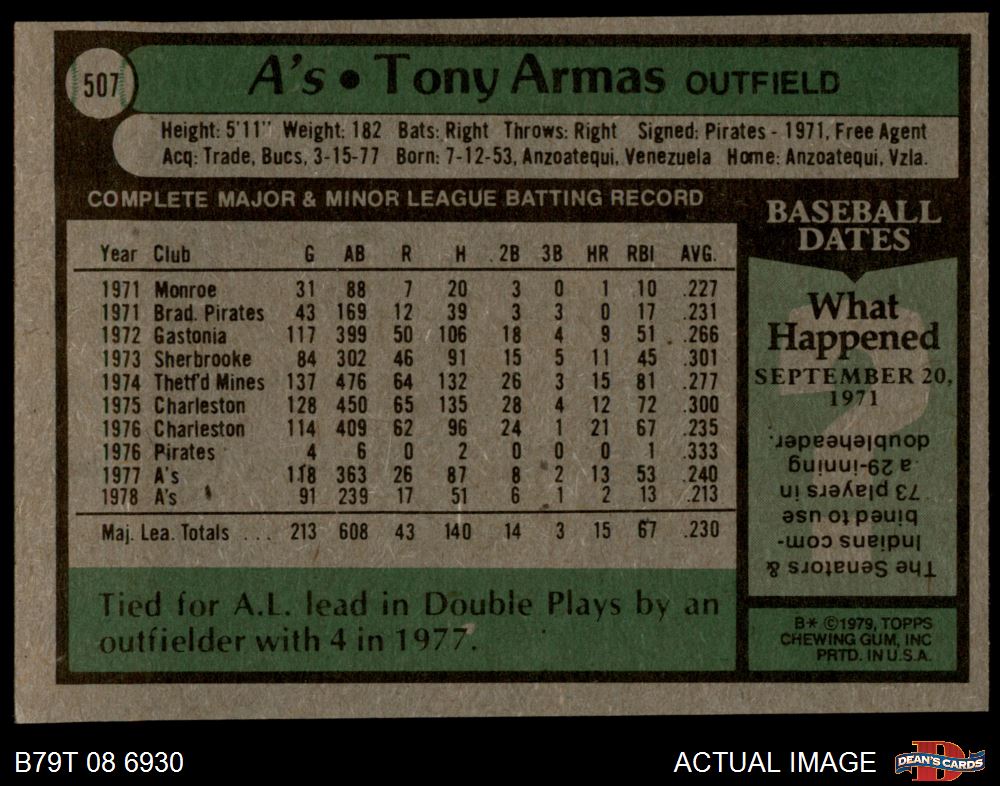 507
A's • Tony Armas OUTFIELD
Height: 5'11" Weight: 182 Bats: Right Throws: Right Signed: Pirates - 1971, Free Agent
Acq: Trade, Bucs, 3-15-77 Born: 7-12-53, Anzoatequi, Venezuela Home: Anzoatequi, Vzla.
COMPLETE MAJOR & MINOR LEAGUE BATTING RECORD
Year Club G AB R H 2B 3B HR RBI AVG.
1971 Monroe 31 88 7 20 3 0 1 10 .227
1971 Brad. Pirates 43 169 12 39 3 3 0 17 .231
1972 Gastonia 117 399 50 106 18 4 9 51 .266
1973 Sherbrooke 84 302 46 91 15 5 11 45 .301
1974 Thetf'd Mines 137 476 64 132 26 3 15 81 .277
1975 Charleston 128 450 65 135 28 4 12 72 .300
1976 Charleston 114 409 62 96 24 1 21 67 .235
1976 Pirates 4 6 0 2 0 0 0 1 .333
1977 A's 118 363 26 87 8 2 13 53 .240
1978 A's 91 239 17 51 6 1 2 13 .213
Maj. Lea. Totals ... 213 608 43 140 14 3 15 67 .230
Tied for A.L. lead in Double Plays by an
outfielder with 4 in 1977.
BASEBALL
DATES
What
Happened
SEPTEMBER 20,
1971
The Senators &
Indians com-
bined to use
73 players in
a 29-inning
doubleheader.
B* ©1979, TOPPS
CHEWING GUM, INC
PRTD. IN U.S.A.
B79T 08 6930
ACTUAL IMAGE
DEAN'S CARDS